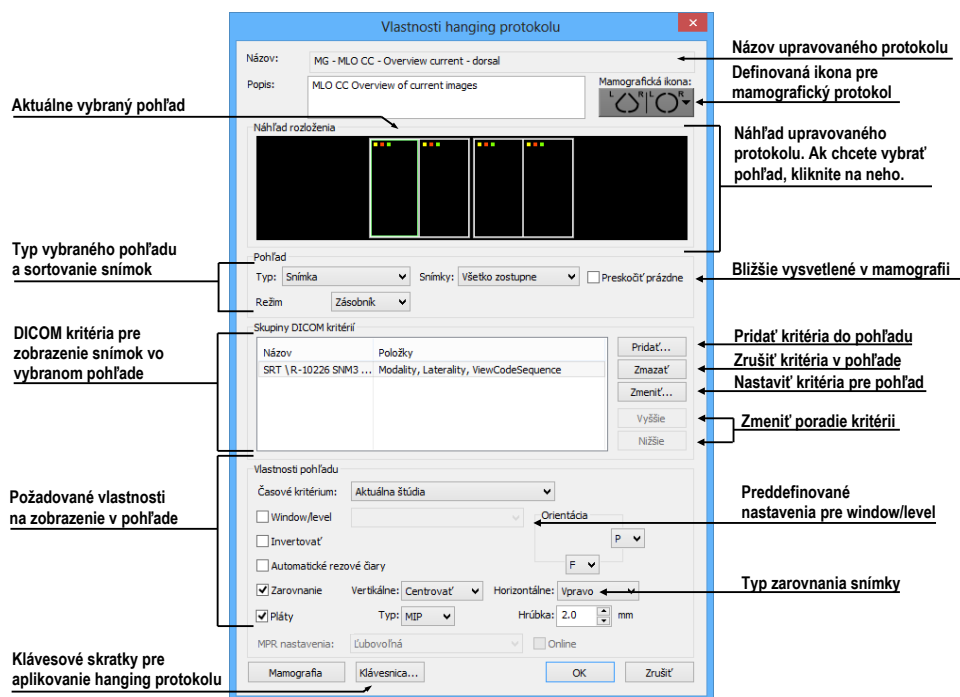 Vlastnosti hanging protokolu
Názov:
MG - MLO CC - Overview current - dorsal
Názov upravovaného protokolu
Popis:
MLO CC Overview of current images
Mamografická ikona:
L R L R
Definovaná ikona pre
mamografický protokol
Aktuálne vybraný pohľad
Náhľad rozloženia
Náhľad upravovaného
protokolu. Ak chcete vybrať
pohľad, kliknite na neho.
Typ vybraného pohľadu
a sortovanie snímok
Pohľad
Typ: Snímka
Snímky: Všetko zostupne
Preskočiť prázdne
Bližšie vysvetlené v mamografii
Režim
Zásobník
DICOM kritéria pre
zobrazenie snímok vo
vybranom pohľade
Skupiny DICOM kritérií
Názov
Položky
SRT \R-10226 SNM3 ...
Modality, Laterality, ViewCodeSequence
Pridať...
Pridať kritéria do pohľadu
Zmazať
Zrušiť kritéria v pohľade
Zmeniť...
Nastaviť kritéria pre pohľad
Vyššie
Nižšie
Zmeniť poradie kritérii
Požadované vlastnosti
na zobrazenie v pohľade
Vlastnosti pohľadu
Časové kritérium: Aktuálna štúdia
Window/level
Orientácia
P
F
Preddefinované
nastavenia pre window/level
Invertovať
Automatické rezové čiary
Zarovnanie
Vertikálne: Centrovať
Horizontálne: Vpravo
Typ zarovnania snímky
Pláty
Typ: MIP
Hrúbka: 2.0 mm
MPR nastavenia: Ľubovoľná
Online
Klávesové skratky pre
aplikovanie hanging protokolu
Mamografia
Klávesnica...
OK
Zrušiť